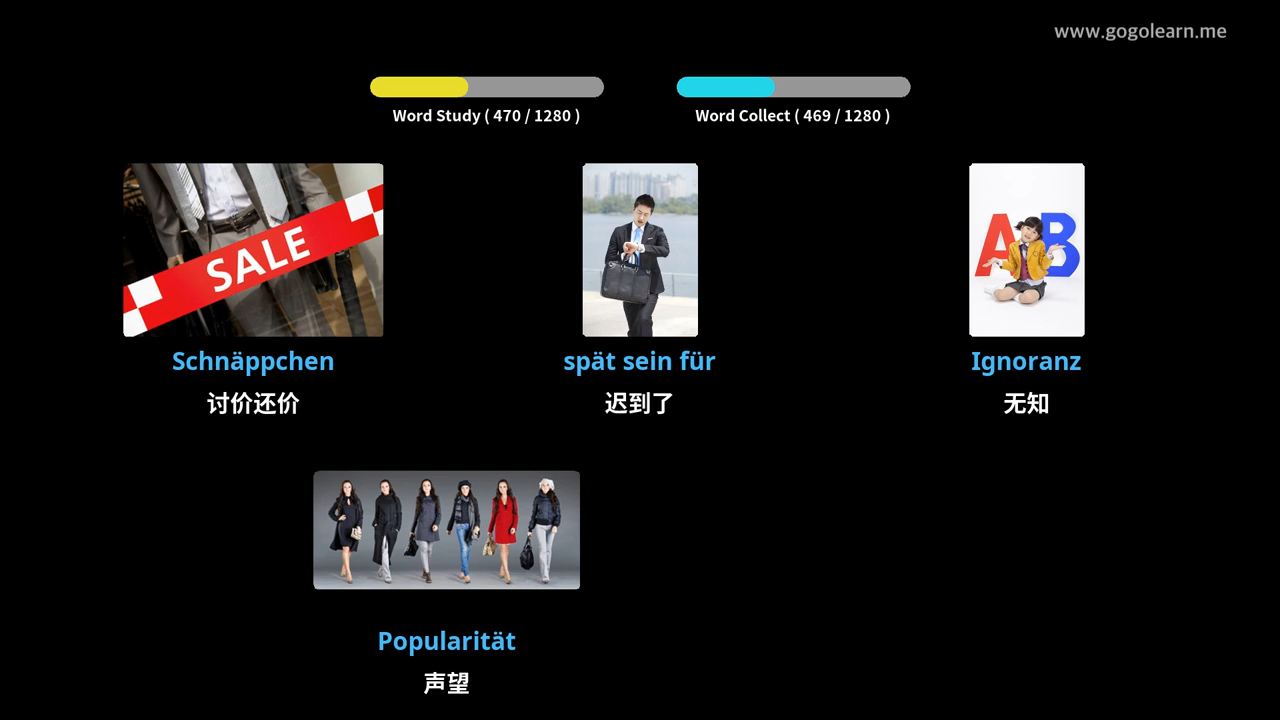 www.gogolearn.me
Word Study ( 470 / 1280 )
Word Collect ( 469 / 1280 )
SALE
A B
Schnäppchen
spät sein für
Ignoranz
讨价还价
迟到了
无知
Popularität
声望